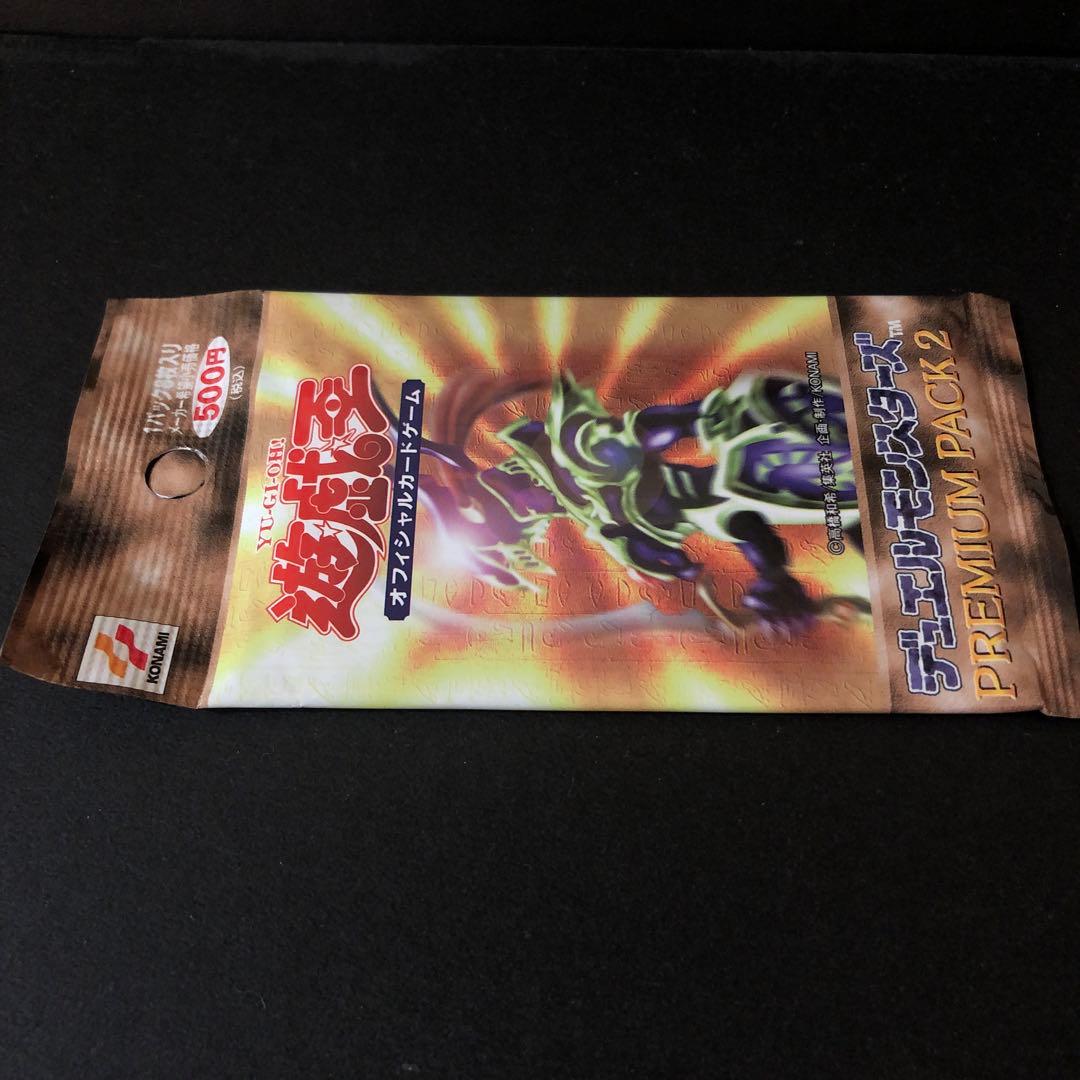 1パック8枚入り
メーカー希望小売価格
500円
(税込)
KONAMI
YU-GI-OH!
遊戯王
オフィシャルカードゲーム
©高橋和希/集英社 企画・制作/KONAMI
デュエルモンスターズ™
PREMIUM PACK 2